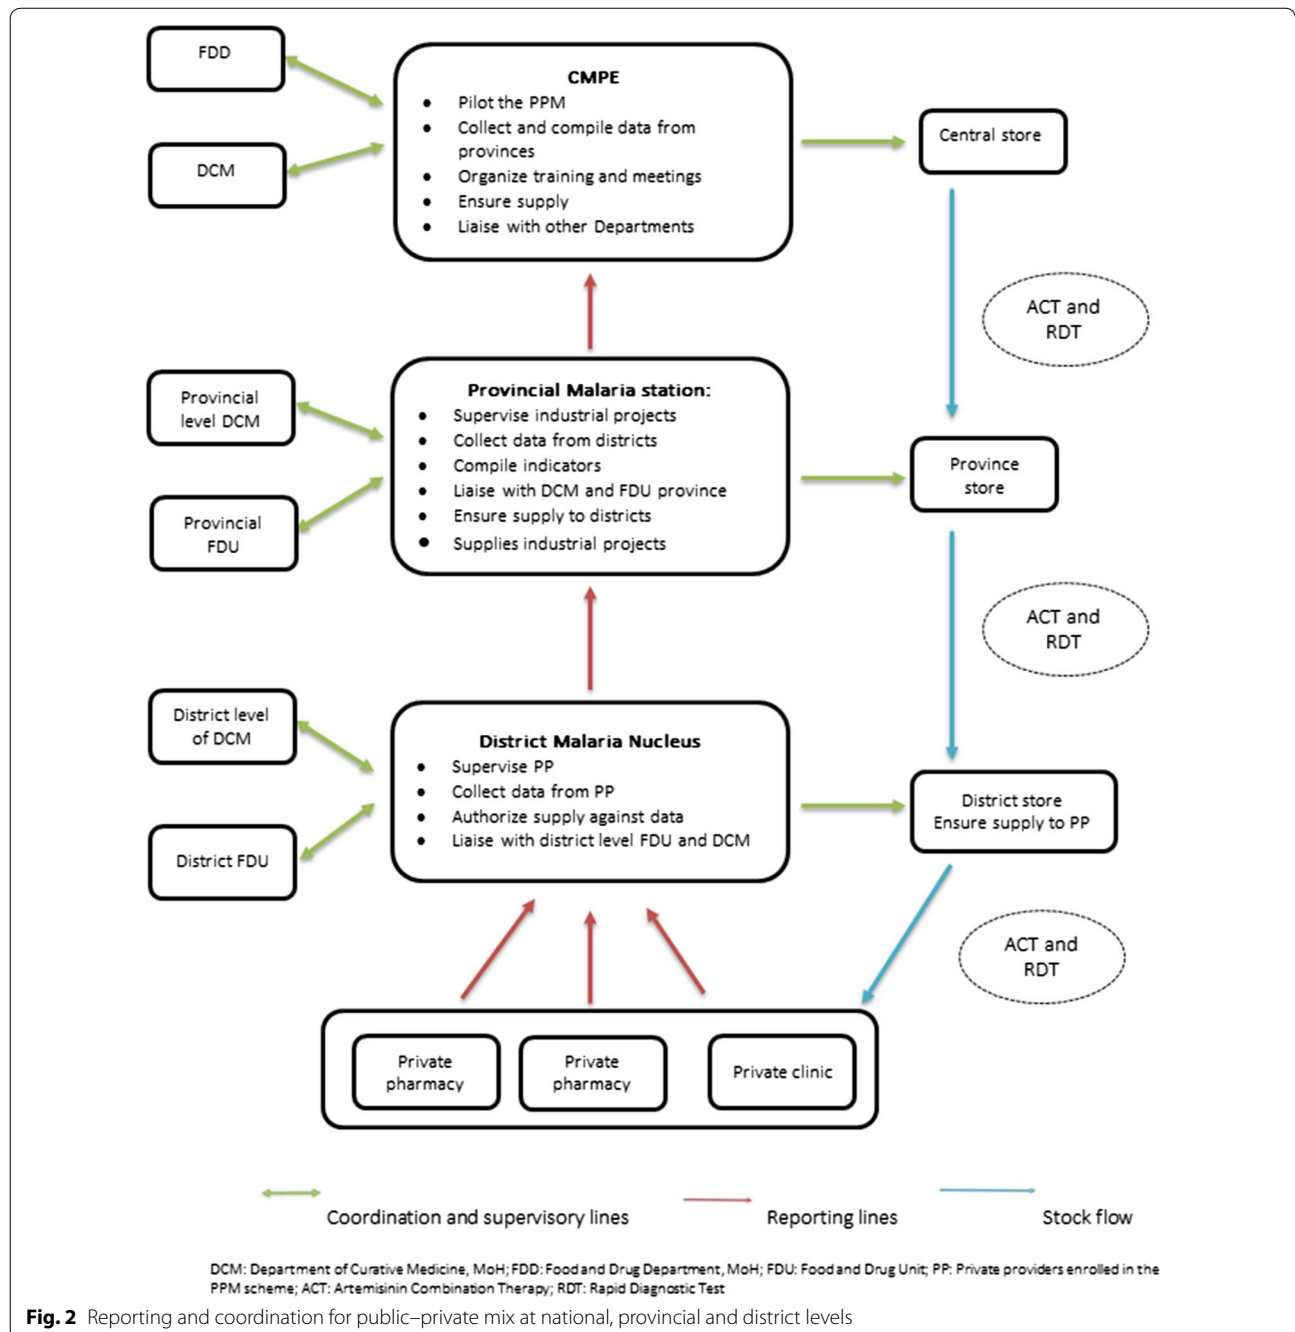 FDD
DCM
CMPE
• Pilot the PPM
• Collect and compile data from
provinces
• Organize training and meetings
• Ensure supply
• Liaise with other Departments
Central store
ACT and
RDT
Provincial
level DCM
Provincial
FDU
Provincial Malaria station:
• Supervise industrial projects
• Collect data from districts
• Compile indicators
• Liaise with DCM and FDU province
• Ensure supply to districts
• Supplies industrial projects
Province
store
ACT and
RDT
District level
of DCM
District FDU
District Malaria Nucleus
• Supervise PP
• Collect data from PP
• Authorize supply against data
• Liaise with district level FDU and DCM
District store
Ensure supply to PP
ACT and
RDT
Private
pharmacy
Private
pharmacy
Private clinic
Coordination and supervisory lines
Reporting lines
Stock flow
DCM: Department of Curative Medicine, MoH; FDD: Food and Drug Department, MoH; FDU: Food and Drug Unit; PP: Private providers enrolled in the
PPM scheme; ACT: Artemisinin Combination Therapy; RDT: Rapid Diagnostic Test
Fig. 2 Reporting and coordination for public–private mix at national, provincial and district levels